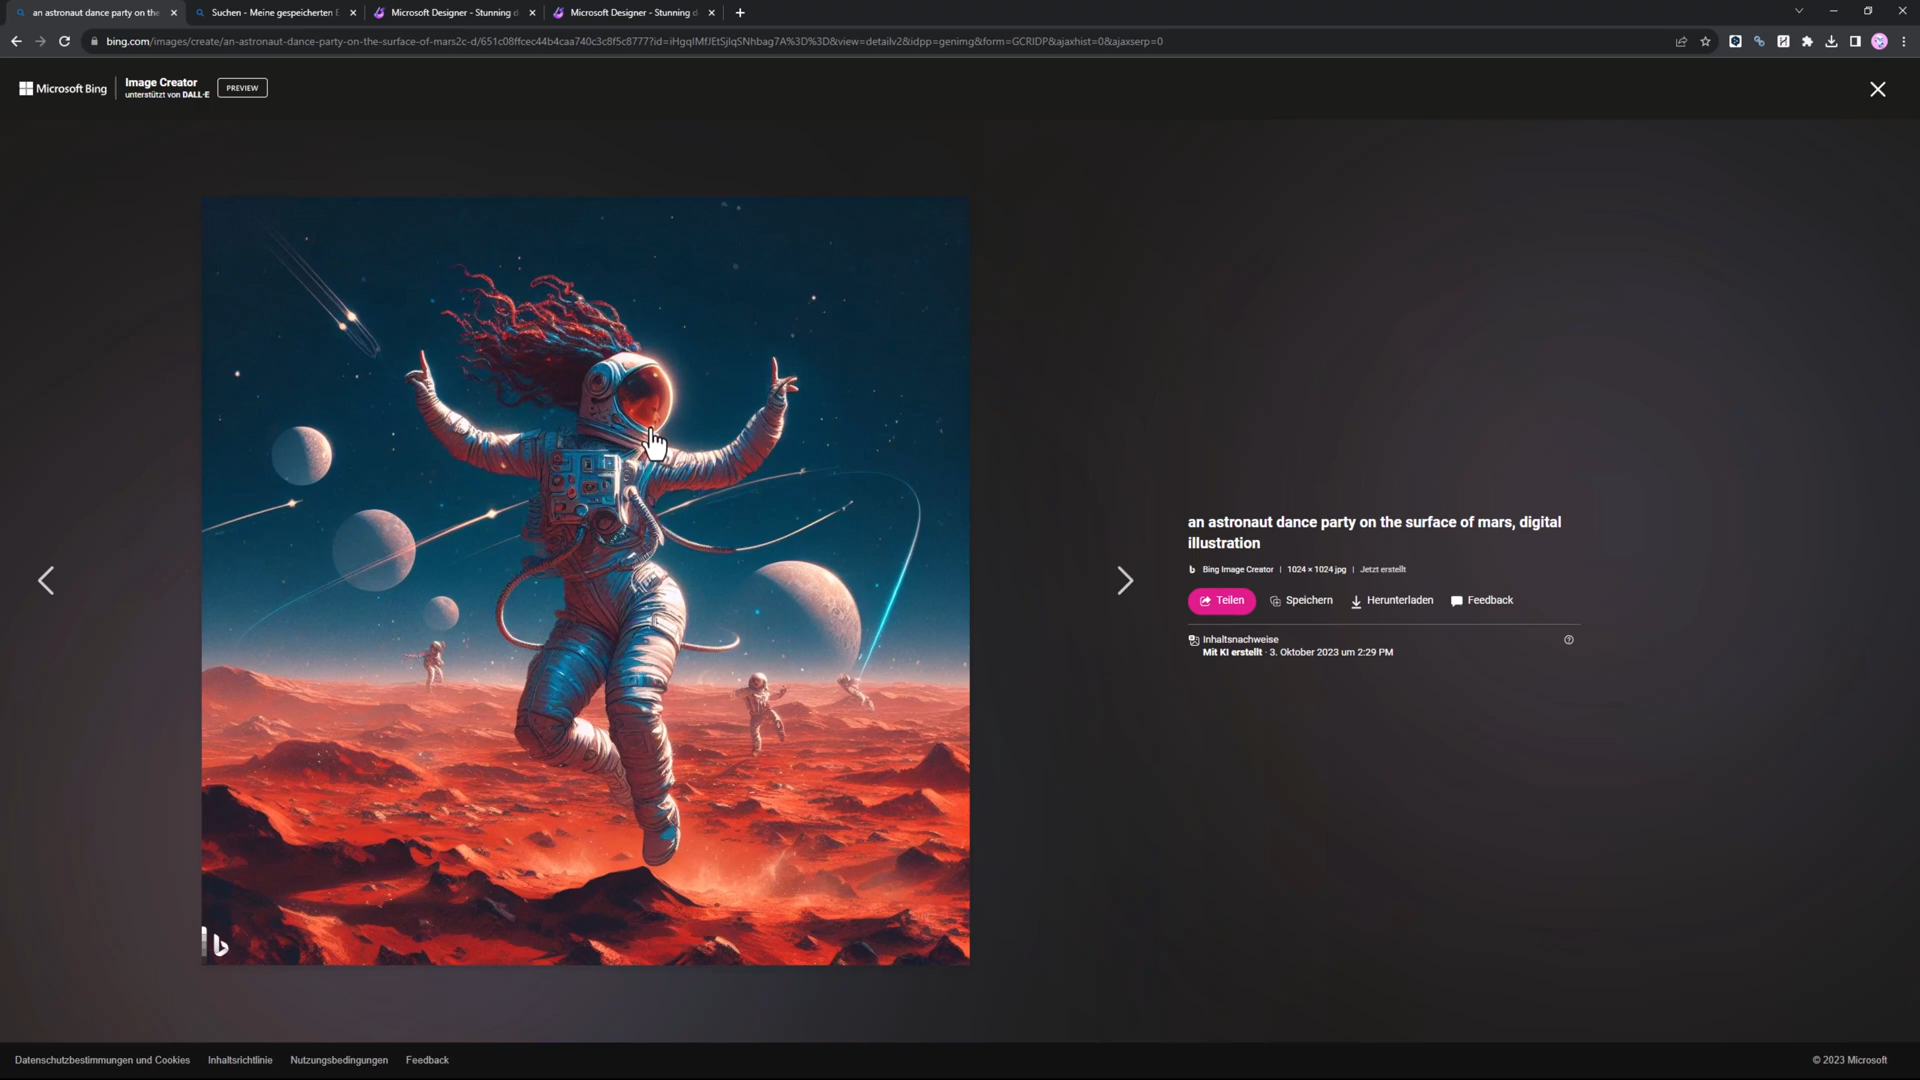 an astronaut dance party on the
Suchen - Meine gespeicherten
Microsoft Designer - Stunning d
Microsoft Designer - Stunning d
bing.com/images/create/an-astronaut-dance-party-on-the-surface-of-mars2c-d/651c08ffcec44b4caa740c3c8f5c8777?id=iHgqIMfJEtSjlqSNhbag7A%3D%3D&view=detailv2&idpp=genimg&form=GCRIDP&ajaxhist=0&ajaxserp=0
Microsoft Bing
Image Creator
unterstützt von DALL·E
PREVIEW
an astronaut dance party on the surface of mars, digital
illustration
Bing Image Creator | 1024 × 1024 jpg | Jetzt erstellt
Teilen
Speichern
Herunterladen
Feedback
Inhaltsnachweise
Mit KI erstellt · 3. Oktober 2023 um 2:29 PM
Datenschutzbestimmungen und Cookies
Inhaltsrichtlinie
Nutzungsbedingungen
Feedback
© 2023 Microsoft